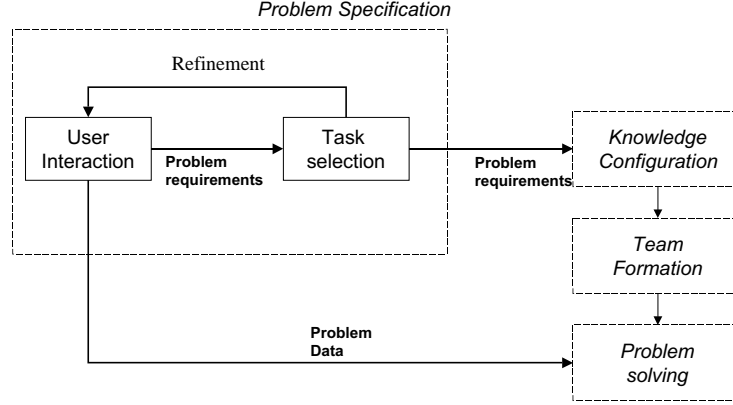 Problem Specification
Refinement
User
Interaction
Problem
requirements
Task
selection
Problem
requirements
Knowledge
Configuration
Team
Formation
Problem
Data
Problem
solving